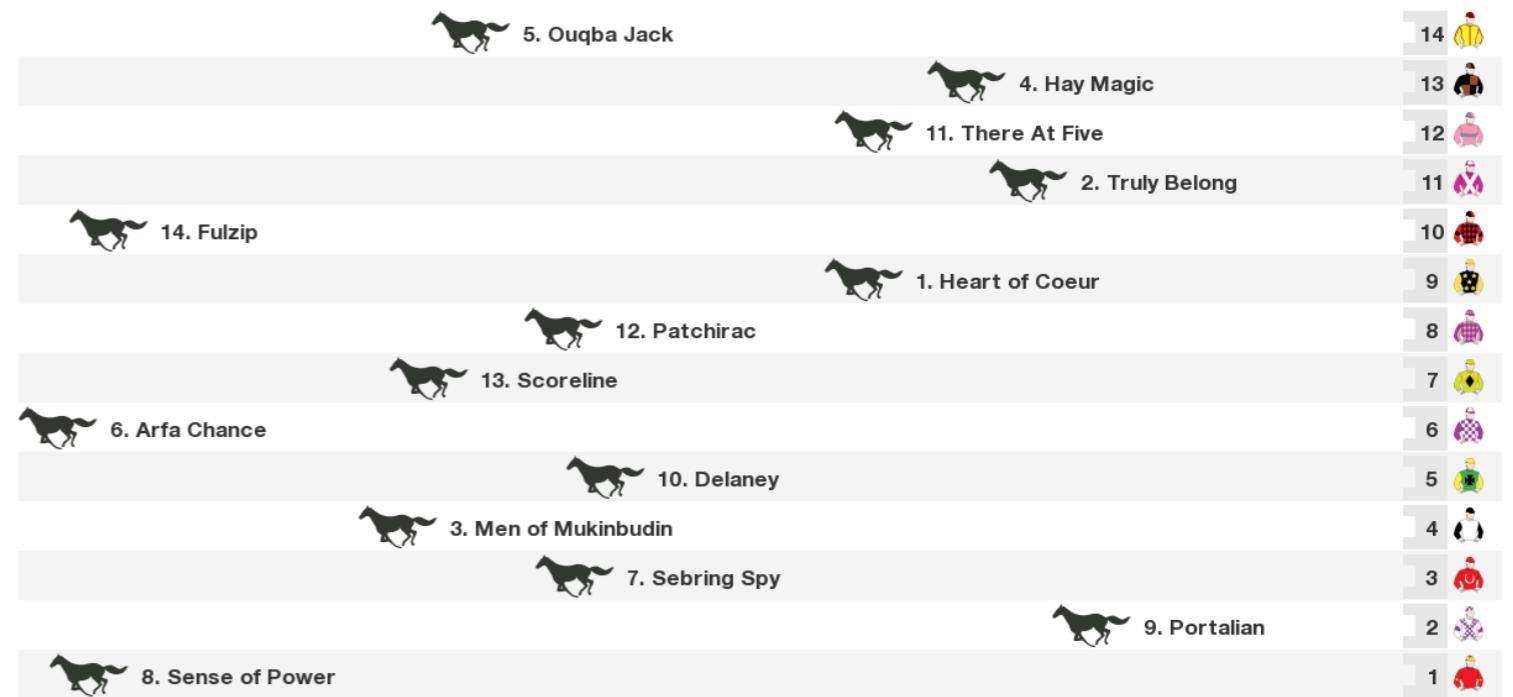 5. Ouqba Jack 14
4. Hay Magic 13
11. There At Five 12
2. Truly Belong 11
14. Fulzip 10
1. Heart of Coeur 9
12. Patchirac 8
13. Scoreline 7
6. Arfa Chance 6
10. Delaney 5
3. Men of Mukinbudin 4
7. Sebring Spy 3
9. Portalian 2
8. Sense of Power 1